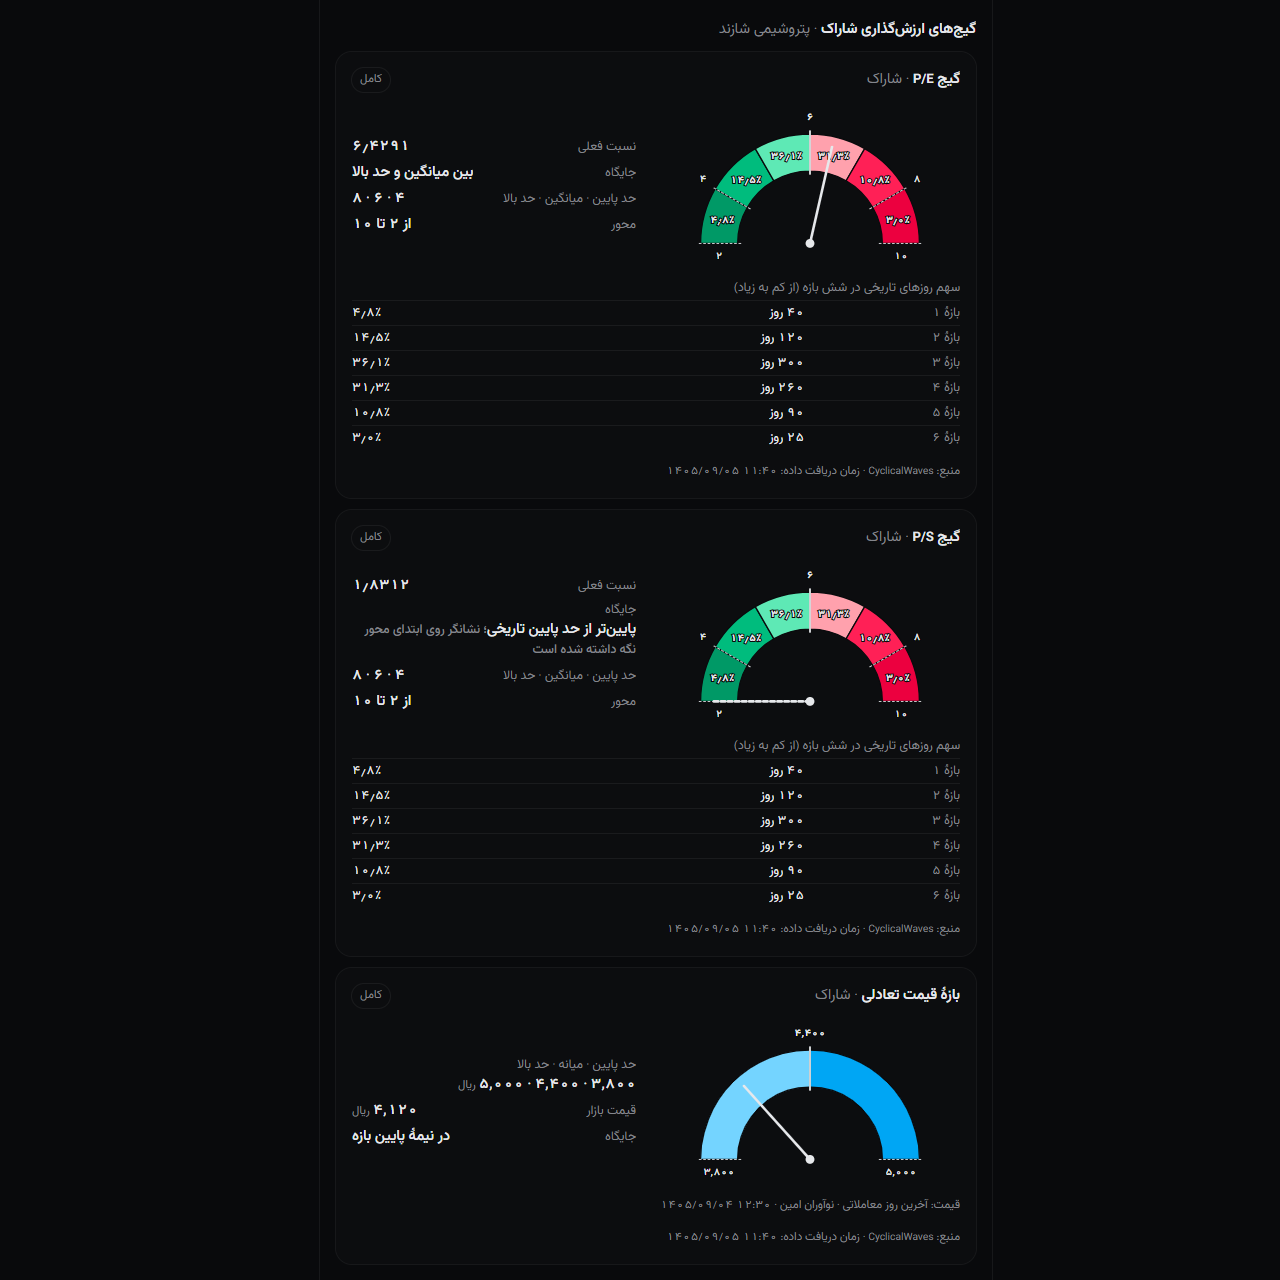 گیج‌های ارزش‌گذاری شاراک · پتروشیمی شازند
گیج P/E · شاراک
کامل
۶
۳۶٫۱٪
۳۱٫۳٪
۴
۱۴٫۵٪
۱۰٫۸٪
۸
۴٫۸٪
۳٫۰٪
۲
۱۰
نسبت فعلی
۶٫۴۲۹۱
جایگاه
بین میانگین و حد بالا
حد پایین · میانگین · حد بالا
۴ · ۶ · ۸
محور
از ۲ تا ۱۰
سهم روزهای تاریخی در شش بازه (از کم به زیاد)
بازهٔ ۱ ۴۰ روز ۴٫۸٪
بازهٔ ۲ ۱۲۰ روز ۱۴٫۵٪
بازهٔ ۳ ۳۰۰ روز ۳۶٫۱٪
بازهٔ ۴ ۲۶۰ روز ۳۱٫۳٪
بازهٔ ۵ ۹۰ روز ۱۰٫۸٪
بازهٔ ۶ ۲۵ روز ۳٫۰٪
منبع: CyclicalWaves · زمان دریافت داده: ۱۴۰۵/۰۹/۰۵ ۱۱:۴۰
گیج P/S · شاراک
کامل
۶
۳۶٫۱٪
۳۱٫۳٪
۴
۱۴٫۵٪
۱۰٫۸٪
۸
۴٫۸٪
۳٫۰٪
۲
۱۰
نسبت فعلی
۱٫۸۳۱۲
جایگاه
پایین‌تر از حد پایین تاریخی؛ نشانگر روی ابتدای محور
نگه داشته شده است
حد پایین · میانگین · حد بالا
۴ · ۶ · ۸
محور
از ۲ تا ۱۰
سهم روزهای تاریخی در شش بازه (از کم به زیاد)
بازهٔ ۱ ۴۰ روز ۴٫۸٪
بازهٔ ۲ ۱۲۰ روز ۱۴٫۵٪
بازهٔ ۳ ۳۰۰ روز ۳۶٫۱٪
بازهٔ ۴ ۲۶۰ روز ۳۱٫۳٪
بازهٔ ۵ ۹۰ روز ۱۰٫۸٪
بازهٔ ۶ ۲۵ روز ۳٫۰٪
منبع: CyclicalWaves · زمان دریافت داده: ۱۴۰۵/۰۹/۰۵ ۱۱:۴۰
بازهٔ قیمت تعادلی · شاراک
کامل
۴,۴۰۰
۳,۸۰۰
۵,۰۰۰
حد پایین · میانه · حد بالا
۳,۸۰۰ · ۴,۴۰۰ · ۵,۰۰۰ ریال
قیمت بازار
۴,۱۲۰ ریال
جایگاه
در نیمهٔ پایین بازه
قیمت: آخرین روز معاملاتی · نوآوران امین · ۱۴۰۵/۰۹/۰۴ ۱۲:۳۰
منبع: CyclicalWaves · زمان دریافت داده: ۱۴۰۵/۰۹/۰۵ ۱۱:۴۰